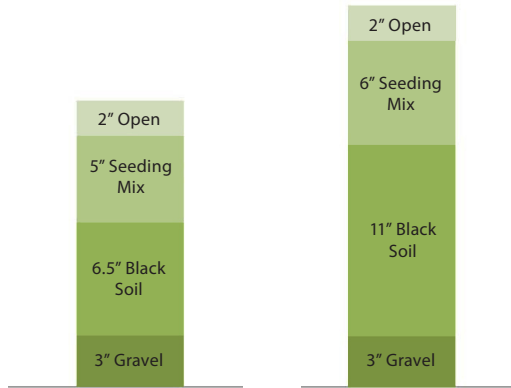 2” Open
5” Seeding
Mix
6.5” Black
Soil
3” Gravel
2” Open
6” Seeding
Mix
11” Black
Soil
3” Gravel